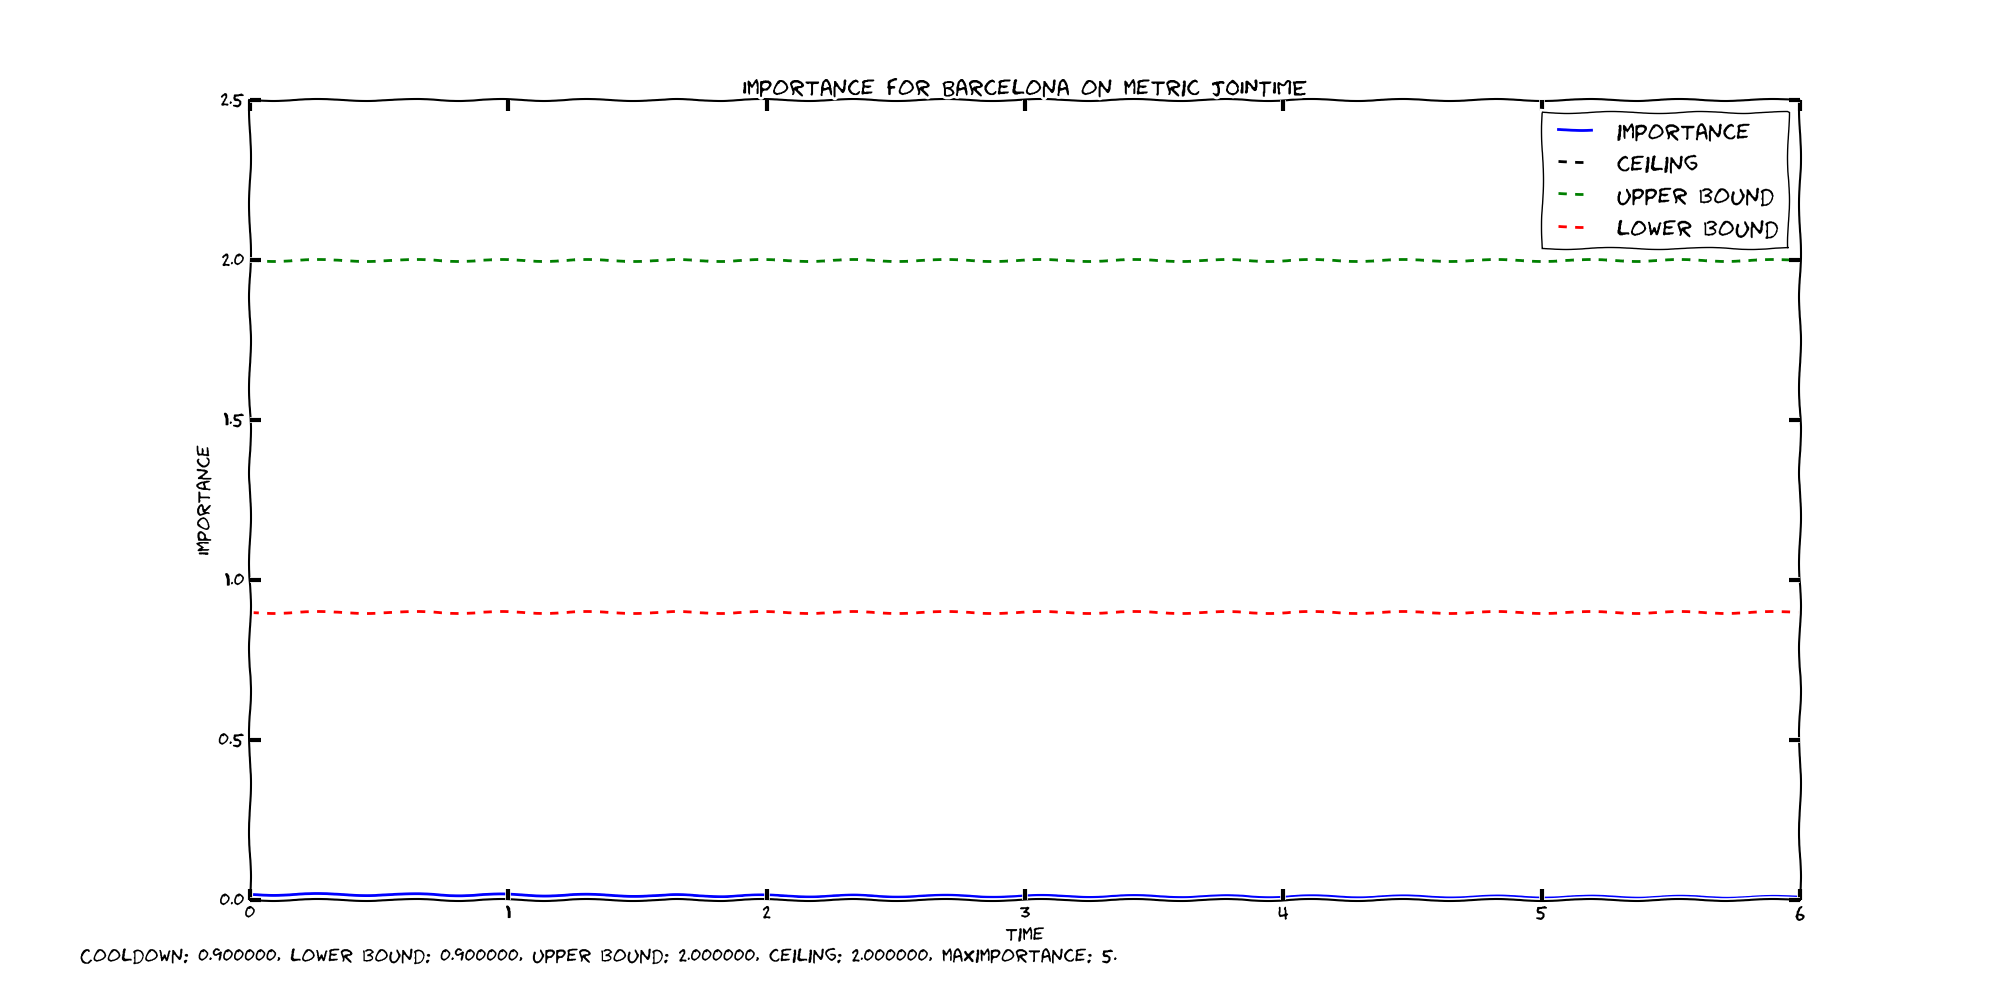 IMPORTANCE FOR BARCELONA ON METRIC JOINTIME
2.5
IMPORTANCE
CEILING
UPPER BOUND
LOWER BOUND
2.0
1.5
IMPORTANCE
1.0
0.5
0.0
0 1 2 3 4 5 6
TIME
COOLDOWN: 0.900000, LOWER BOUND: 0.900000, UPPER BOUND: 2.000000, CEILING: 2.000000, MAXIMPORTANCE: 5.